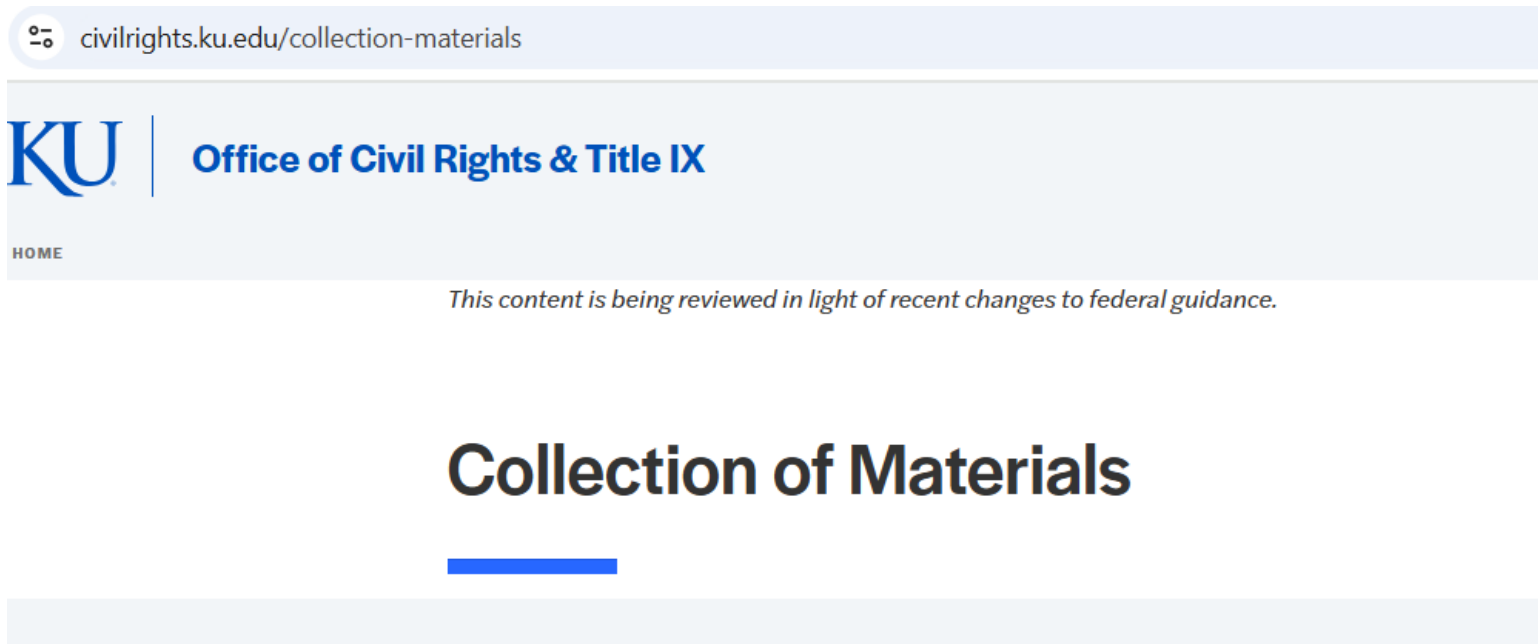 civilrights.ku.edu/collection-materials
KU
Office of Civil Rights & Title IX
HOME
This content is being reviewed in light of recent changes to federal guidance.
Collection of Materials